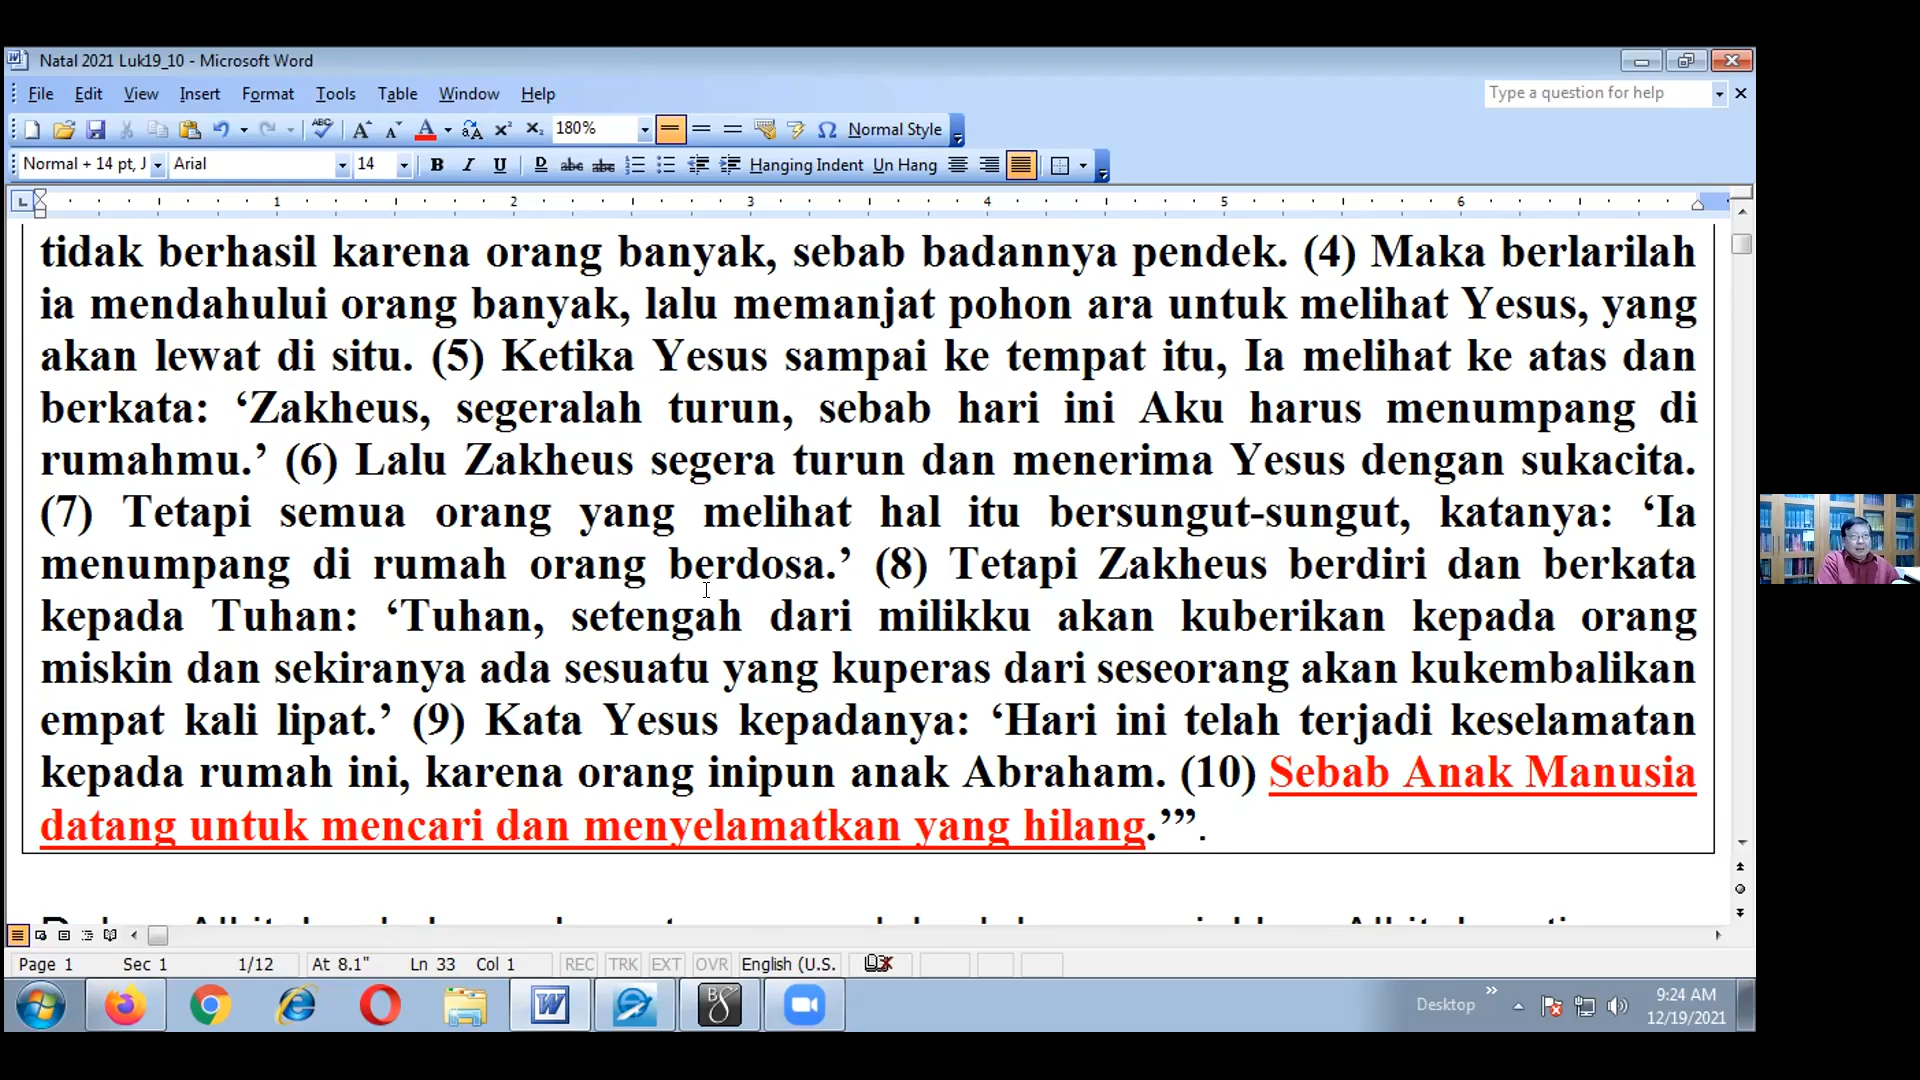 Natal 2021 Luk19_10 - Microsoft Word
File Edit View Insert Format Tools Table Window Help
Type a question for help
180% Normal Style
Normal + 14 pt, J Arial 14 B I U Hanging Indent Un Hang
1 2 3 4 5 6
tidak berhasil karena orang banyak, sebab badannya pendek. (4) Maka berlarilah
ia mendahului orang banyak, lalu memanjat pohon ara untuk melihat Yesus, yang
akan lewat di situ. (5) Ketika Yesus sampai ke tempat itu, Ia melihat ke atas dan
berkata: ‘Zakheus, segeralah turun, sebab hari ini Aku harus menumpang di
rumahmu.’ (6) Lalu Zakheus segera turun dan menerima Yesus dengan sukacita.
(7) Tetapi semua orang yang melihat hal itu bersungut-sungut, katanya: ‘Ia
menumpang di rumah orang berdosa.’ (8) Tetapi Zakheus berdiri dan berkata
kepada Tuhan: ‘Tuhan, setengah dari milikku akan kuberikan kepada orang
miskin dan sekiranya ada sesuatu yang kuperas dari seseorang akan kukembalikan
empat kali lipat.’ (9) Kata Yesus kepadanya: ‘Hari ini telah terjadi keselamatan
kepada rumah ini, karena orang inipun anak Abraham. (10) Sebab Anak Manusia
datang untuk mencari dan menyelamatkan yang hilang.’”.
Page 1 Sec 1 1/12 At 8.1" Ln 33 Col 1 REC TRK EXT OVR English (U.S.
Desktop
9:24 AM
12/19/2021